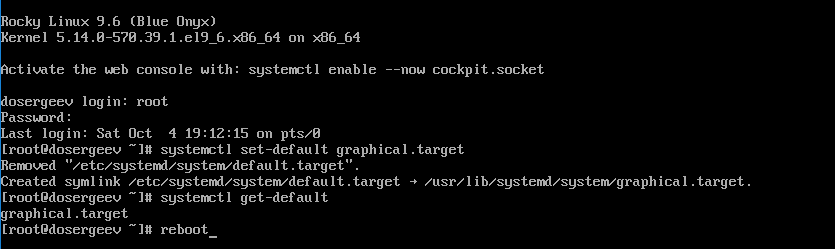 Rocky Linux 9.6 (Blue Onyx)
Kernel 5.14.0-570.39.1.el9_6.x86_64 on x86_64
Activate the web console with: systemctl enable --now cockpit.socket
dosergeev login: root
Password:
Last login: Sat Oct  4 19:12:15 on pts/0
[root@dosergeev ~]# systemctl set-default graphical.target
Removed "/etc/systemd/system/default.target".
Created symlink /etc/systemd/system/default.target → /usr/lib/systemd/system/graphical.target.
[root@dosergeev ~]# systemctl get-default
graphical.target
[root@dosergeev ~]# reboot_